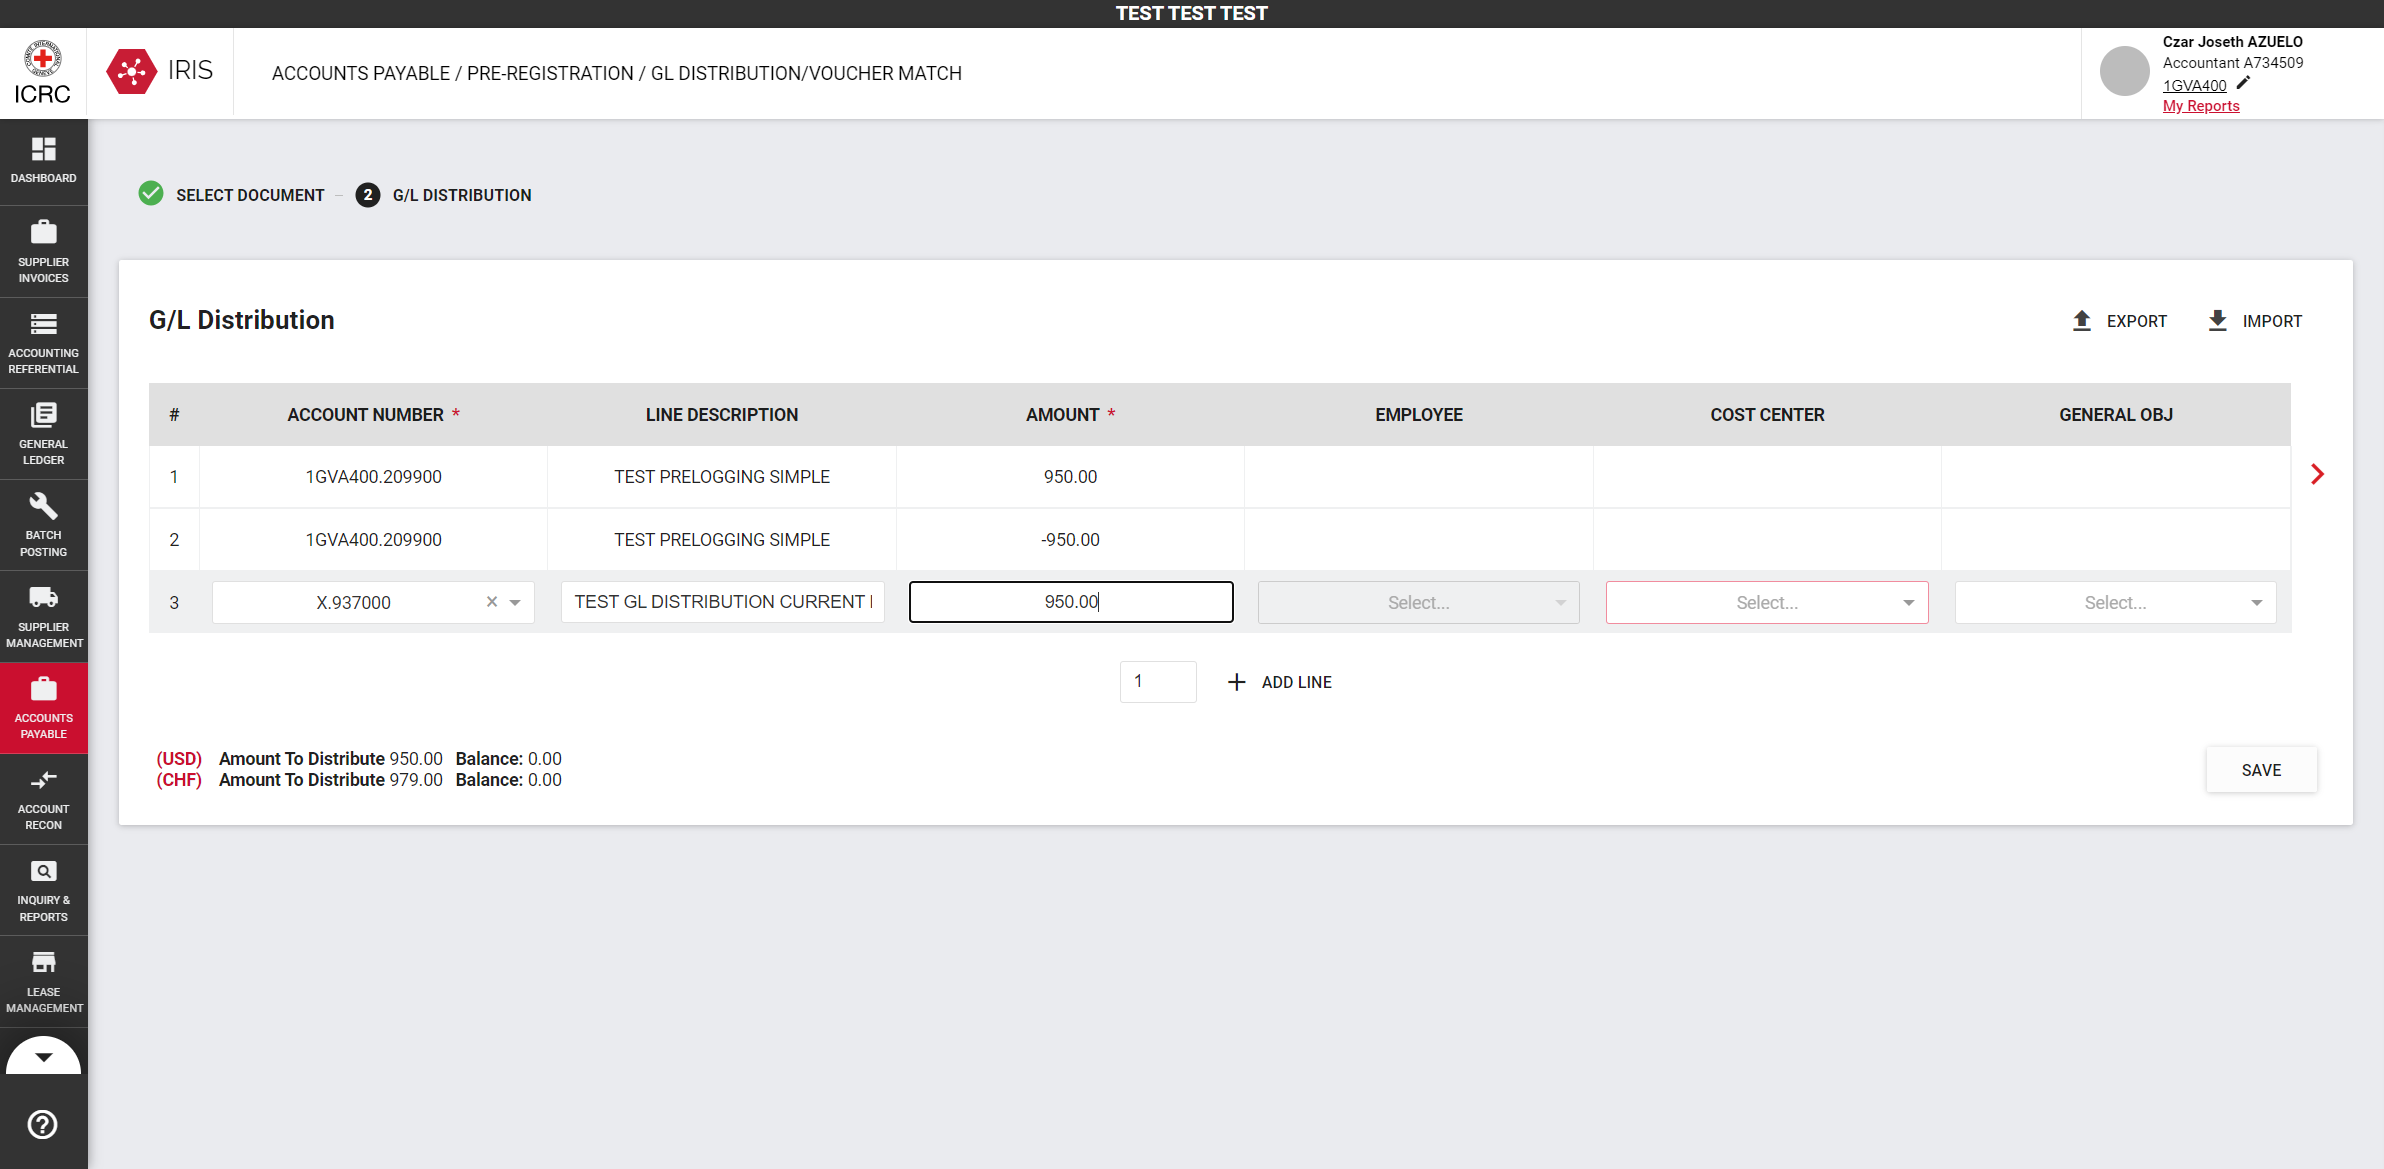 TEST TEST TEST
ICRC
IRIS
ACCOUNTS PAYABLE / PRE-REGISTRATION / GL DISTRIBUTION/VOUCHER MATCH
Czar Joseth AZUELO
Accountant A734509
1GVA400
My Reports
DASHBOARD
SUPPLIER
INVOICES
ACCOUNTING
REFERENTIAL
GENERAL
LEDGER
BATCH
POSTING
SUPPLIER
MANAGEMENT
ACCOUNTS
PAYABLE
ACCOUNT
RECON
INQUIRY &
REPORTS
LEASE
MANAGEMENT
SELECT DOCUMENT – 2 G/L DISTRIBUTION
G/L Distribution
EXPORT IMPORT
# ACCOUNT NUMBER * LINE DESCRIPTION AMOUNT * EMPLOYEE COST CENTER GENERAL OBJ
1 1GVA400.209900 TEST PRELOGGING SIMPLE 950.00
2 1GVA400.209900 TEST PRELOGGING SIMPLE -950.00
3 X.937000 × TEST GL DISTRIBUTION CURRENT 950.00 Select... Select... Select...
1 + ADD LINE
(USD) Amount To Distribute 950.00 Balance: 0.00
(CHF) Amount To Distribute 979.00 Balance: 0.00
SAVE